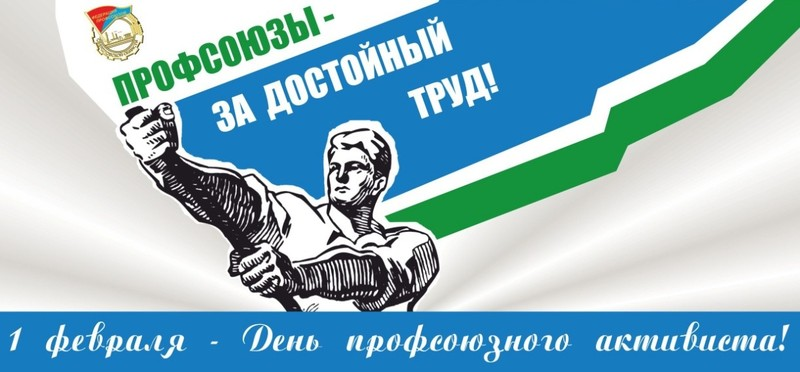 ПРОФСОЮЗЫ -
ЗА ДОСТОЙНЫЙ
ТРУД!
1 февраля - День профсоюзного активиста!